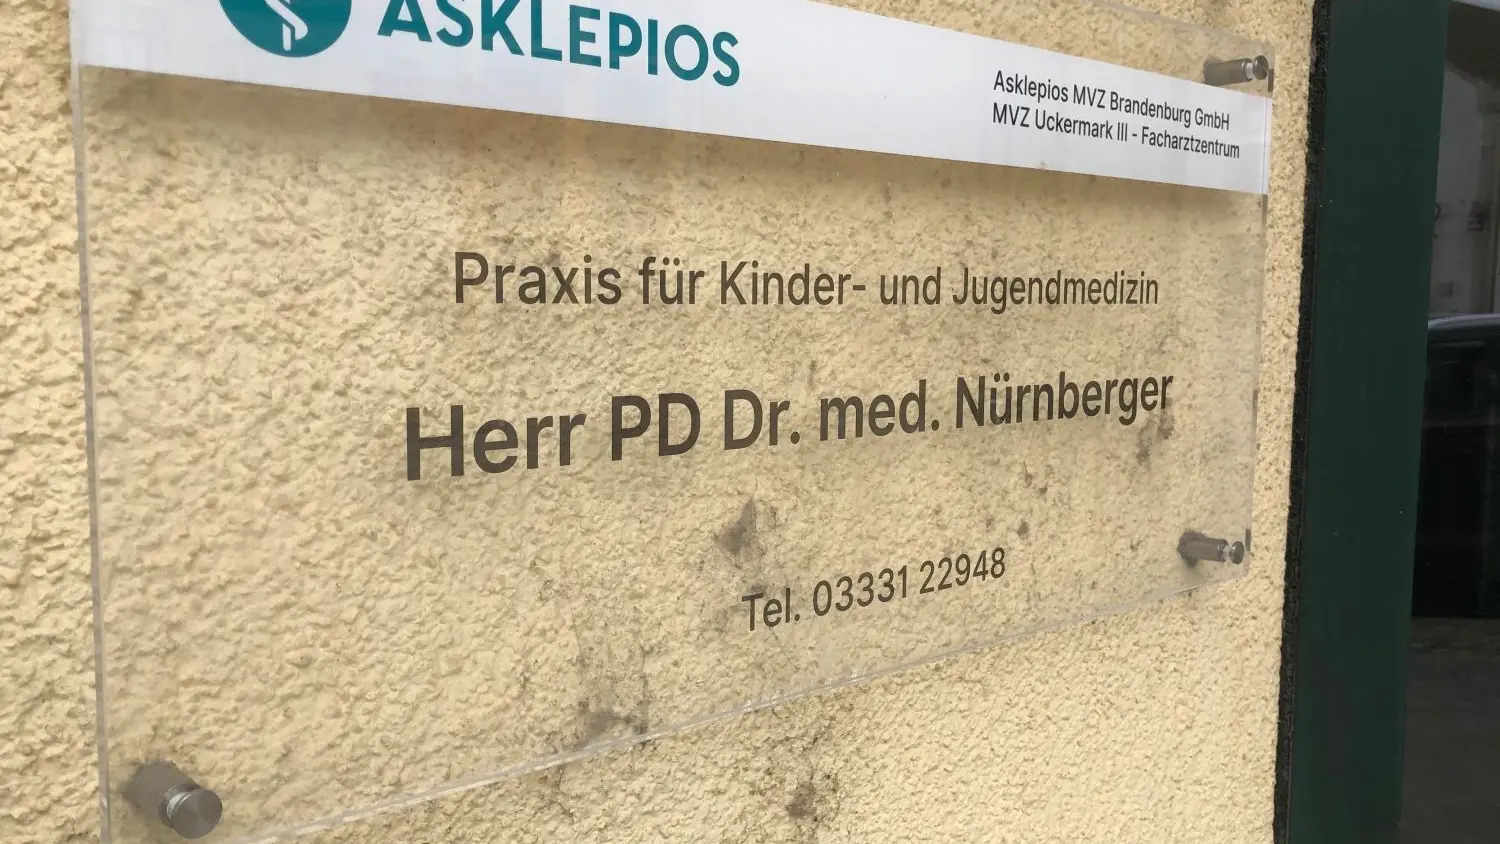 ASKLEPIOS
Asklepios MVZ Brandenburg GmbH
MVZ Uckermark III - Facharztzentrum
Praxis für Kinder- und Jugendmedizin
Herr PD Dr. med. Nürnberger
Tel. 03331 22948